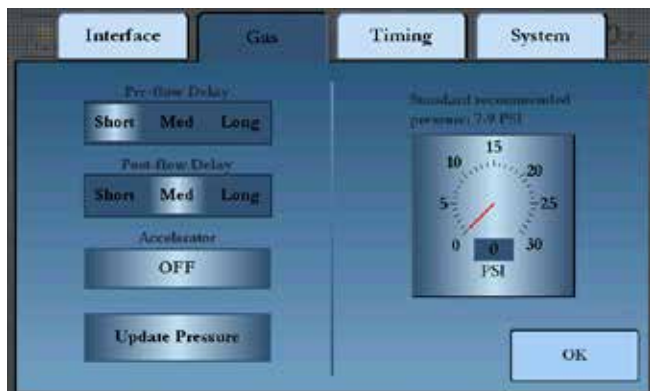 Interface
Gas
Timing
System
Pre-flow Delay
Short Med Long
Post-flow Delay
Short Med Long
Accelerator
OFF
Update Pressure
Standard recommended
pressure: 7-9 PSI
15
10 20
5 25
0 0 30
PSI
OK